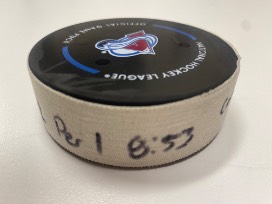 OFFICIAL GAME PUCK
NATIONAL HOCKEY LEAGUE
Per 1 8:53